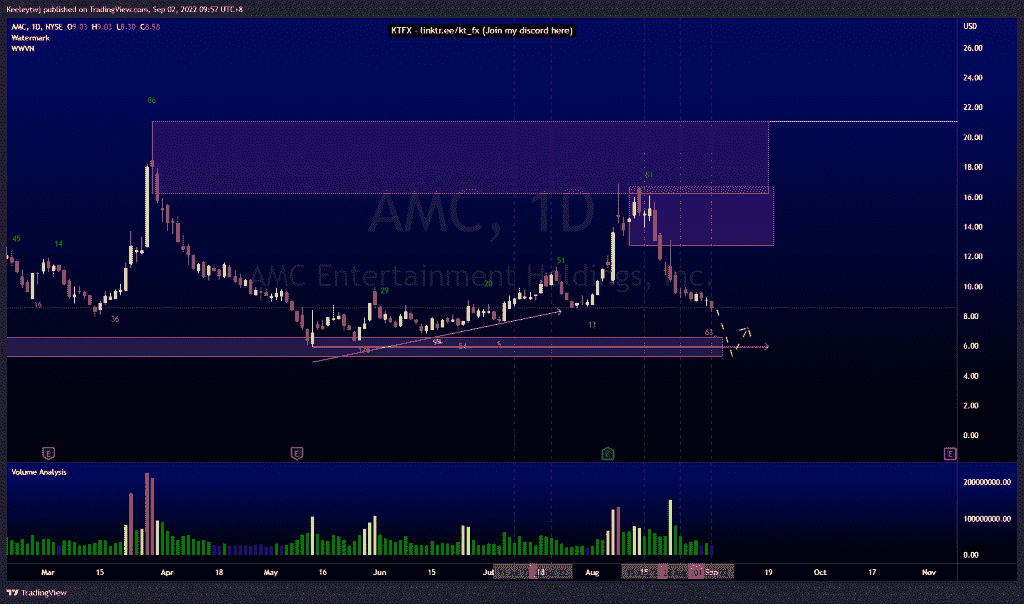 Keeleytwj published on TradingView.com, Sep 02, 2022 09:57 UTC+8
AMC, 1D, NYSE O9.03 H9.03 L8.30 C8.58
Watermark
WWVN
KTFX - linktr.ee/kt_fx (Join my discord here)
USD
26.00
24.00
22.00
20.00
18.00
16.00
14.00
12.00
10.00
8.00
6.00
4.00
2.00
0.00
86
81
45
14
16
36
29
20
51
13
63
54
AMC, 1D
AMC Entertainment Holdings, Inc
E
E
E
E
Volume Analysis
200000000.00
100000000.00
0.00
Mar 15 Apr 18 May 16 Jun 15 Jul 18 Aug 15 Sep 19 Oct 17 Nov
TradingView